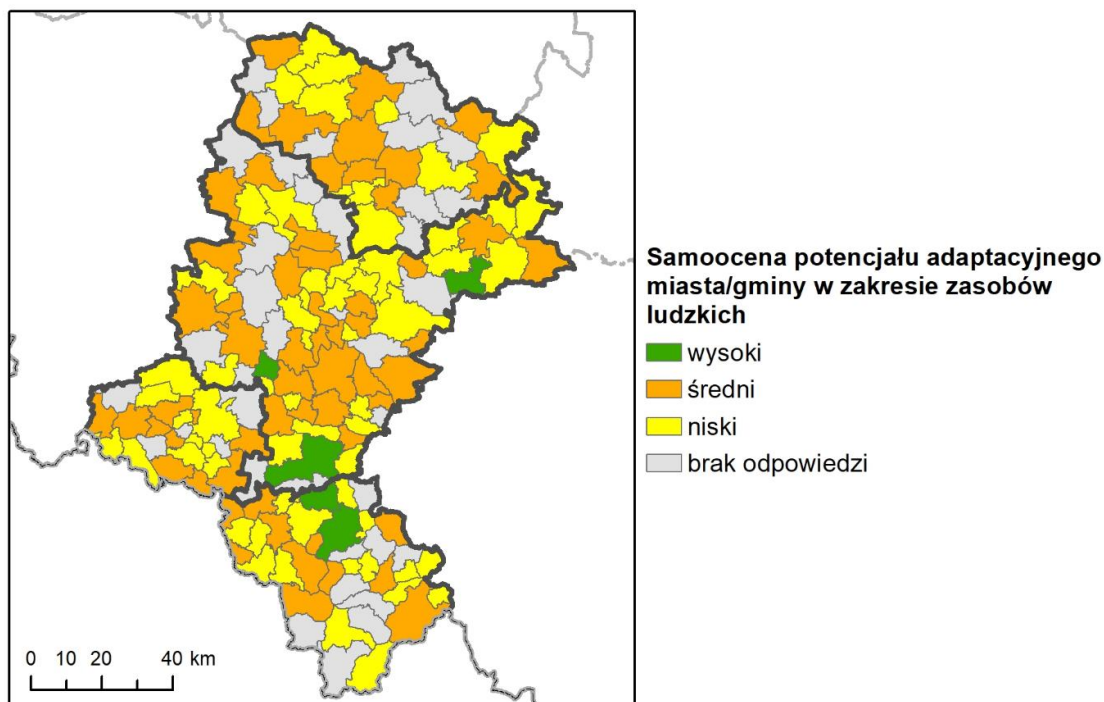 Samoocena potencjału adaptacyjnego
miasta/gminy w zakresie zasobów
ludzkich
wysoki
średni
niski
brak odpowiedzi
0 10 20 40 km